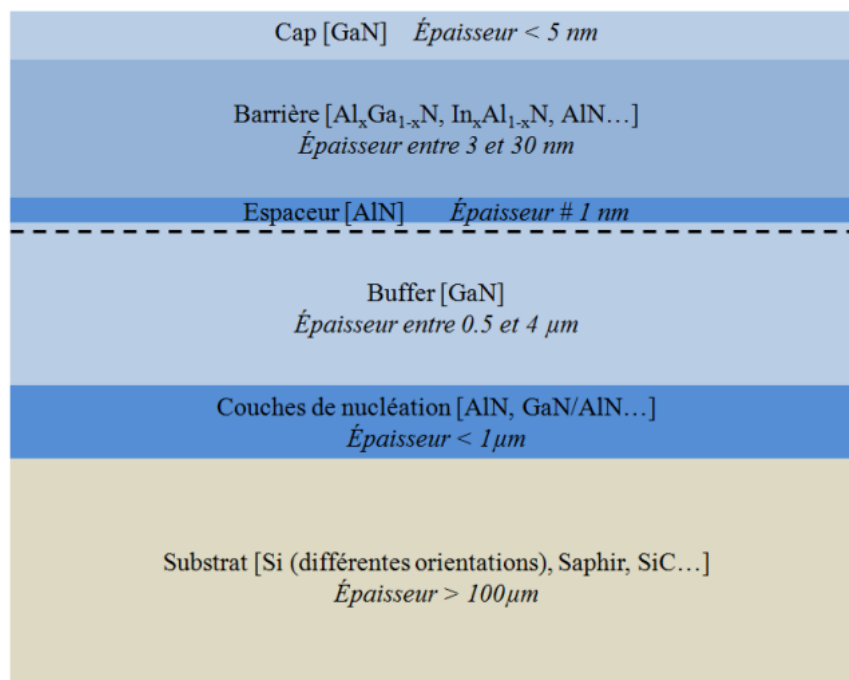 Cap [GaN] Épaisseur < 5 nm
Barrière [AlxGa1-xN, InxAl1-xN, AlN…]
Épaisseur entre 3 et 30 nm
Espaceur [AlN] Épaisseur # 1 nm
Buffer [GaN]
Épaisseur entre 0.5 et 4 µm
Couches de nucléation [AlN, GaN/AlN…]
Épaisseur < 1µm
Substrat [Si (différentes orientations), Saphir, SiC…]
Épaisseur > 100µm